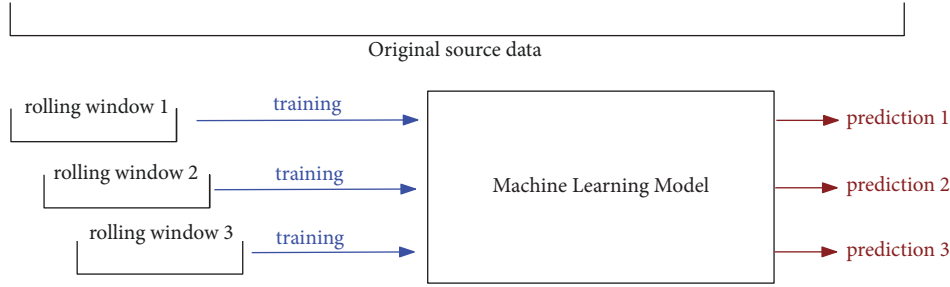 Original source data
rolling window 1
training
prediction 1
rolling window 2
training
Machine Learning Model
prediction 2
rolling window 3
training
prediction 3